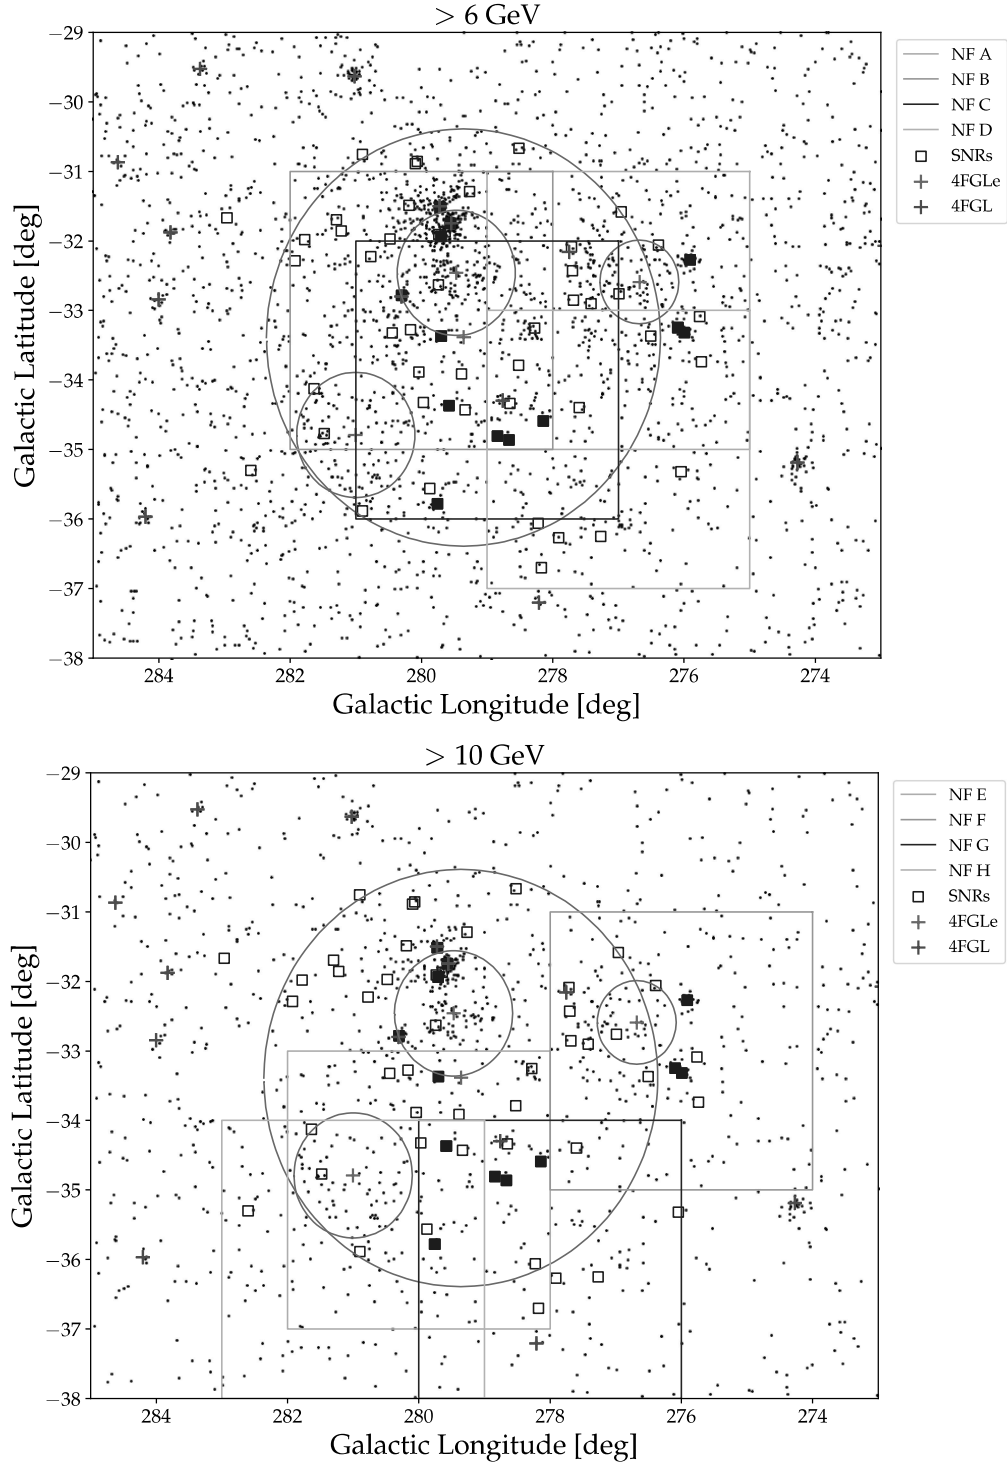 > 6 GeV
−29
−30
−31
−32
−33
−34
−35
−36
−37
−38
Galactic Latitude [deg]
284 282 280 278 276 274
Galactic Longitude [deg]
NF A
NF B
NF C
NF D
SNRs
4FGLe
4FGL
> 10 GeV
−29
−30
−31
−32
−33
−34
−35
−36
−37
−38
Galactic Latitude [deg]
284 282 280 278 276 274
Galactic Longitude [deg]
NF E
NF F
NF G
NF H
SNRs
4FGLe
4FGL